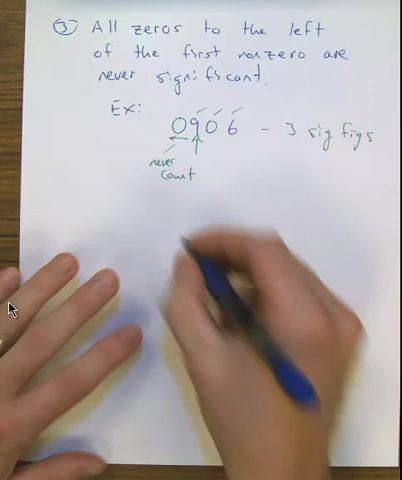 ③ All zeros to the left
of the first nonzero are
never significant.
Ex:
0906 - 3 sig figs
never
count